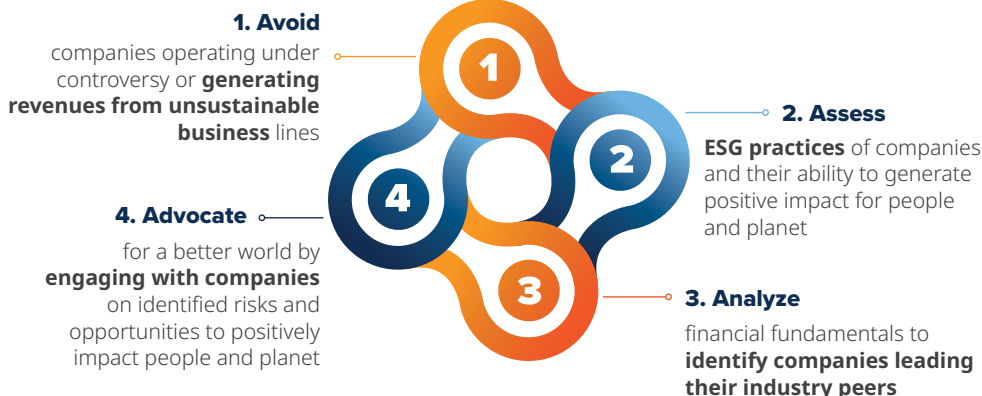 1. Avoid
companies operating under
controversy or generating
revenues from unsustainable
business lines
1
2. Assess
ESG practices of companies
and their ability to generate
positive impact for people
and planet
2
3. Analyze
financial fundamentals to
identify companies leading
their industry peers
3
4. Advocate
for a better world by
engaging with companies
on identified risks and
opportunities to positively
impact people and planet
4